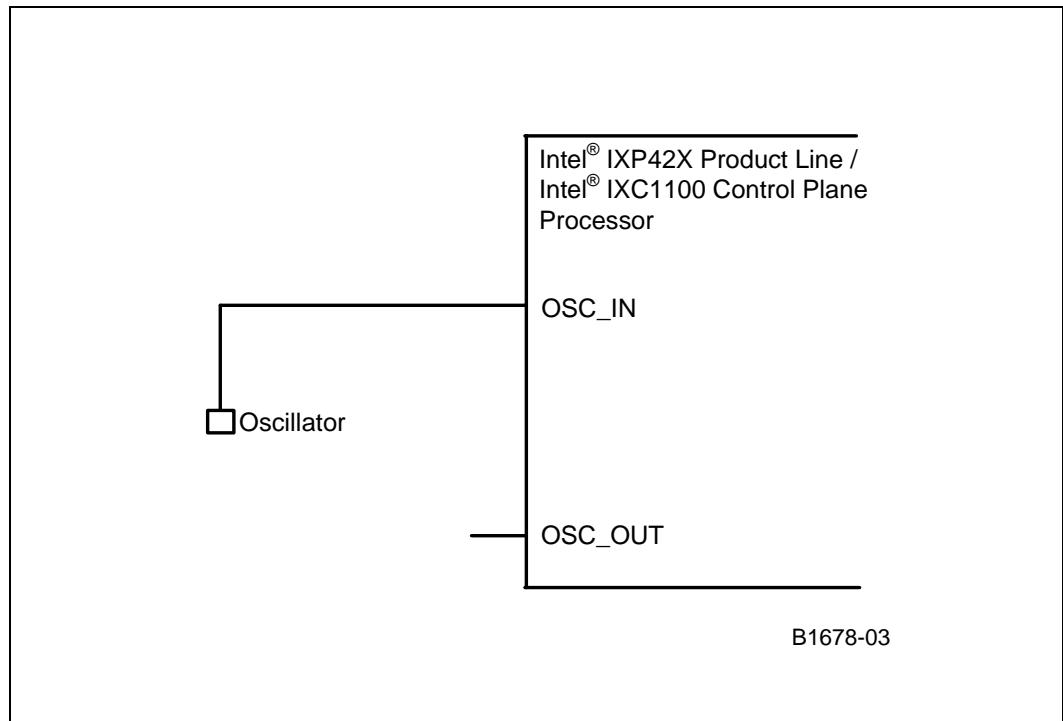 Intel® IXP42X Product Line /
Intel® IXC1100 Control Plane
Processor
OSC_IN
Oscillator
OSC_OUT
B1678-03